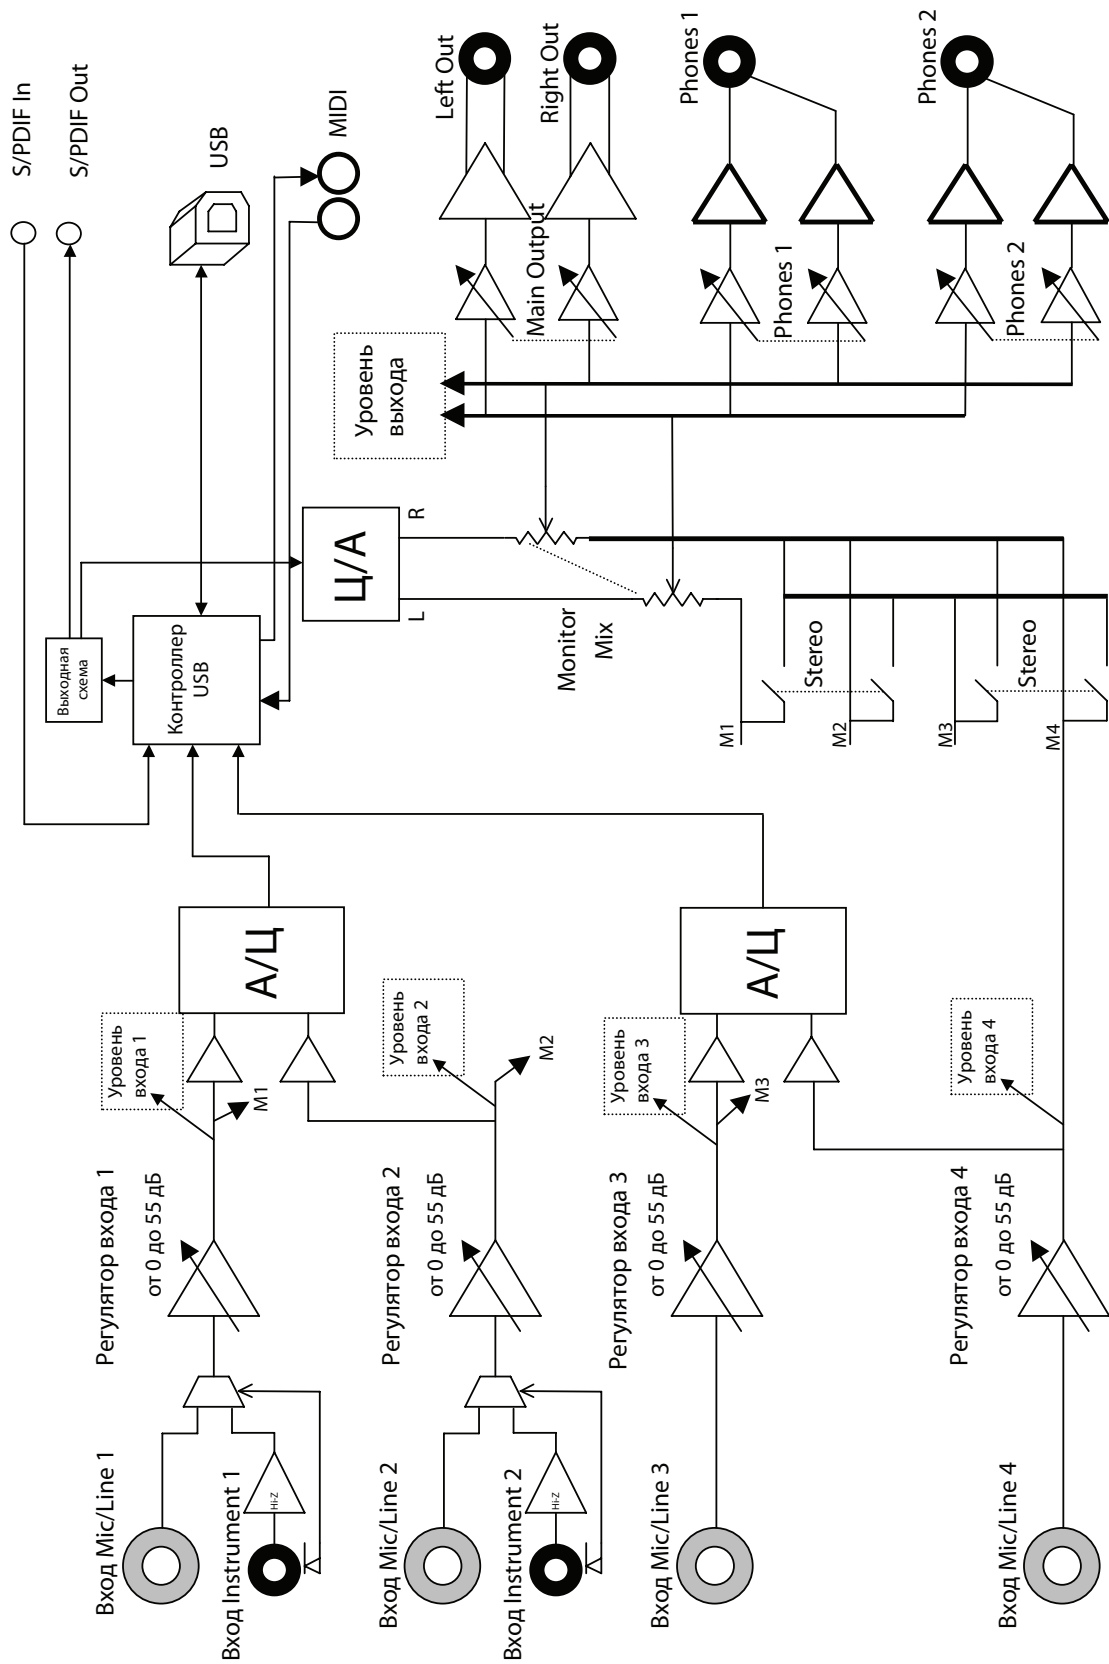 S/PDIF In
S/PDIF Out
USB
MIDI
Left Out
Right Out
Phones 1
Phones 2
Main Output
Phones 1
Phones 2
Уровень
выхода
Выходная
схема
Контроллер
USB
Ц/А
L
R
Monitor
Mix
Stereo
Stereo
M1
M2
M3
M4
А/Ц
А/Ц
Уровень
входа 1
Уровень
входа 2
Уровень
входа 3
Уровень
входа 4
M1
M2
M3
Регулятор входа 1
от 0 до 55 дБ
Регулятор входа 2
от 0 до 55 дБ
Регулятор входа 3
от 0 до 55 дБ
Регулятор входа 4
от 0 до 55 дБ
Вход Mic/Line 1
Вход Instrument 1
Hi-Z
Вход Mic/Line 2
Вход Instrument 2
Hi-Z
Вход Mic/Line 3
Вход Mic/Line 4